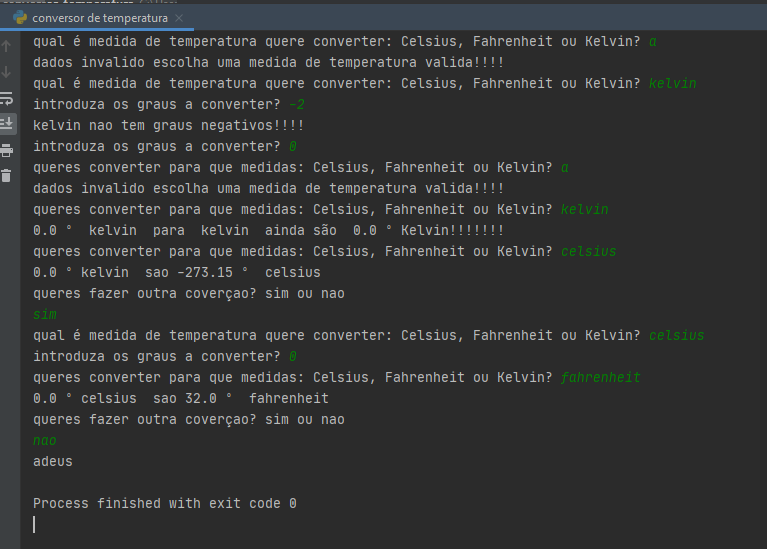 conversor de temperatura
qual é medida de temperatura quere converter: Celsius, Fahrenheit ou Kelvin? a
dados invalido escolha uma medida de temperatura valida!!!!
qual é medida de temperatura quere converter: Celsius, Fahrenheit ou Kelvin? kelvin
introduza os graus a converter? -2
kelvin nao tem graus negativos!!!!
introduza os graus a converter? 0
queres converter para que medidas: Celsius, Fahrenheit ou Kelvin? a
dados invalido escolha uma medida de temperatura valida!!!!
queres converter para que medidas: Celsius, Fahrenheit ou Kelvin? kelvin
0.0 °  kelvin  para  kelvin  ainda são  0.0 ° Kelvin!!!!!!!
queres converter para que medidas: Celsius, Fahrenheit ou Kelvin? celsius
0.0 ° kelvin  sao -273.15 °  celsius
queres fazer outra coverçao? sim ou nao
sim
qual é medida de temperatura quere converter: Celsius, Fahrenheit ou Kelvin? celsius
introduza os graus a converter? 0
queres converter para que medidas: Celsius, Fahrenheit ou Kelvin? fahrenheit
0.0 ° celsius  sao 32.0 °  fahrenheit
queres fazer outra coverçao? sim ou nao
nao
adeus
Process finished with exit code 0